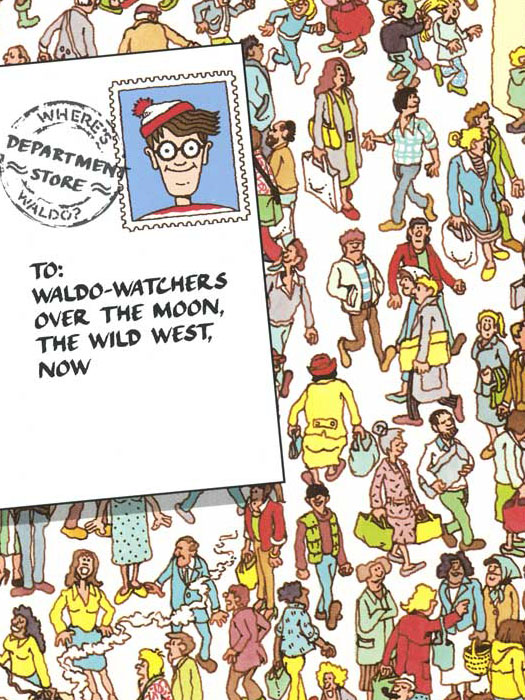 WHERE'S
DEPARTMENT
STORE
WALDO?
TO:
WALDO-WATCHERS
OVER THE MOON,
THE WILD WEST,
NOW